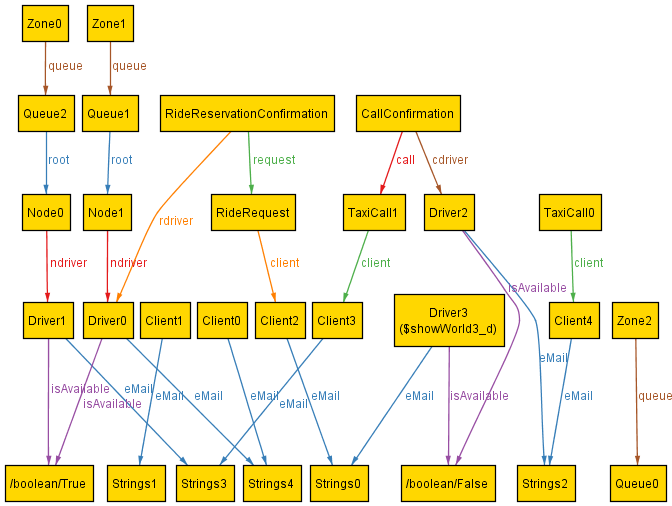 Zone0
Zone1
queue
queue
Queue2
Queue1
RideReservationConfirmation
CallConfirmation
root
root
request
call
cdriver
Node0
Node1
rdriver
RideRequest
TaxiCall1
Driver2
TaxiCall0
ndriver
ndriver
client
client
client
isAvailable
Driver1
Driver0
Client1
Client0
Client2
Client3
Driver3
($showWorld3_d)
Client4
Zone2
isAvailable
isAvailable
eMail
eMail
eMail
eMail
eMail
eMail
eMail
isAvailable
eMail
queue
/boolean/True
Strings1
Strings3
Strings4
Strings0
/boolean/False
Strings2
Queue0